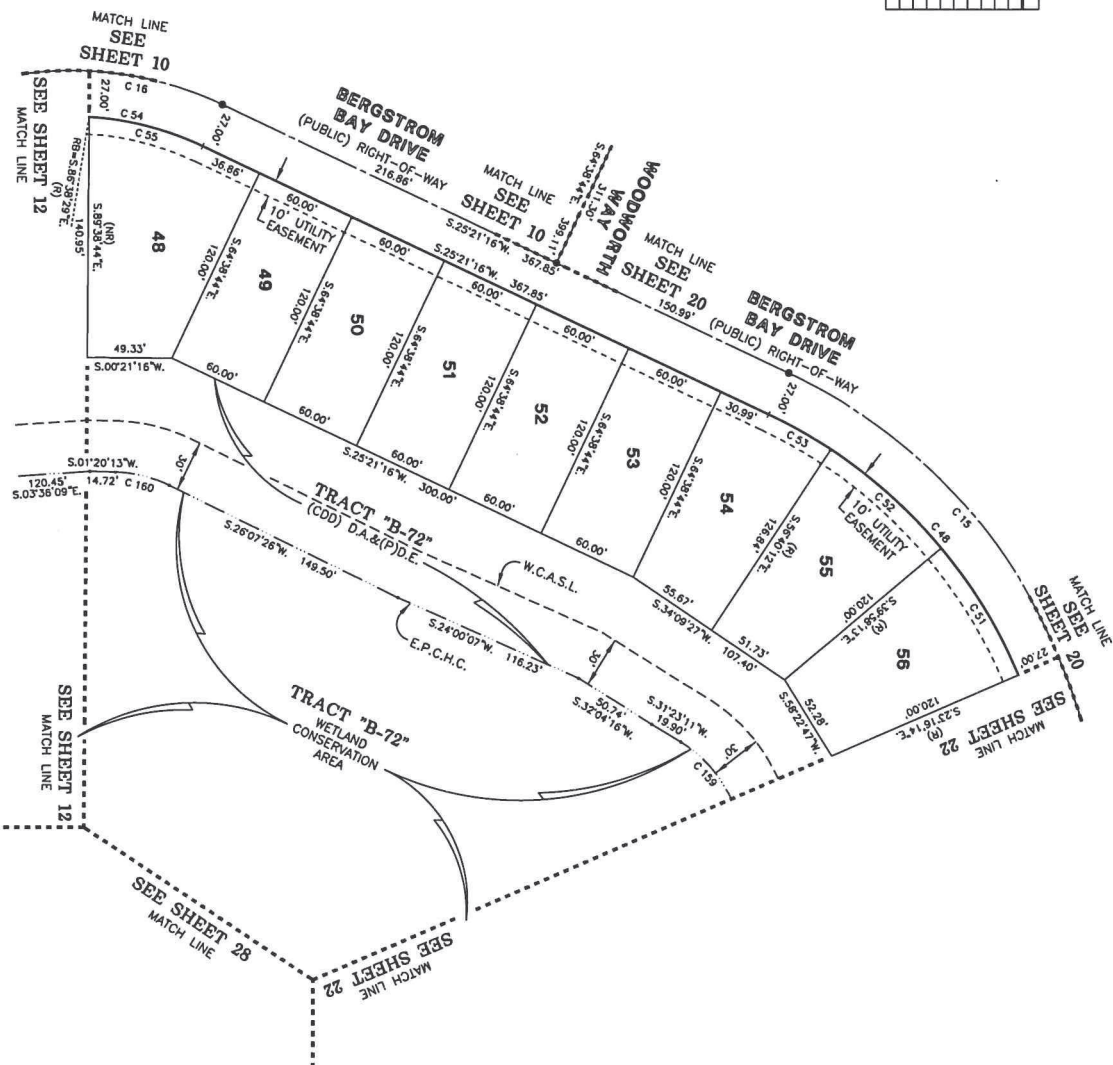 MATCH LINE
SEE
SHEET 10
SEE SHEET 12
MATCH LINE
27.00'
C 16
C 54
C 55
27.00'
36.86'
BERGSTROM
BAY DRIVE
(PUBLIC) RIGHT-OF-WAY
216.86'
MATCH LINE
SEE
SHEET 10
S.25°21'16"W. 367.85'
S.25°21'16"W. 367.85'
S.64°38'44"E. 399.11'
311.30'
WOODWORTH
WAY
MATCH LINE
SEE
SHEET 20
150.99'
BERGSTROM
BAY DRIVE
(PUBLIC) RIGHT-OF-WAY
27.00'
C 15
MATCH LINE
SEE
SHEET 20
27.00'
MATCH LINE
SEE SHEET 22
RB=S.86°38'29"E.
(R)
S.89°38'44"E. 140.95'
(NR)
48
49.33'
S.00°21'16"W.
10' UTILITY
EASEMENT
60.00'
60.00'
60.00'
60.00'
60.00'
60.00'
30.99'
C 53
C 52
C 48
C 51
10' UTILITY
EASEMENT
S.64°38'44"E.
120.00'
49
S.64°38'44"E.
120.00'
50
S.64°38'44"E.
120.00'
51
S.64°38'44"E.
120.00'
52
S.64°38'44"E.
120.00'
53
S.64°38'44"E.
120.00'
54
S.56°40'12"E.
(R)
126.84'
55
S.39°58'13"E.
(R)
120.00'
56
120.00'
S.23°16'14"E.
(R)
60.00'
60.00'
60.00'
60.00'
60.00'
S.25°21'16"W. 300.00'
55.67'
51.73'
S.34°09'27"W. 107.40'
52.28'
S.58°22'47"W.
30'
S.01°20'13"W.
120.45' 14.72' C 160
S.03°36'09"E.
TRACT "B-72"
(CDD) D.A.&(P)D.E.
W.C.A.S.L.
S.26°07'26"W.
149.50'
S.24°00'07"W. 116.23'
E.P.C.H.C.
30'
50.74'
S.32°04'16"W.
S.31°23'11"W.
19.90'
30'
C 159
TRACT "B-72"
WETLAND
CONSERVATION
AREA
SEE SHEET 12
MATCH LINE
SEE SHEET 28
MATCH LINE
SEE SHEET 22
MATCH LINE